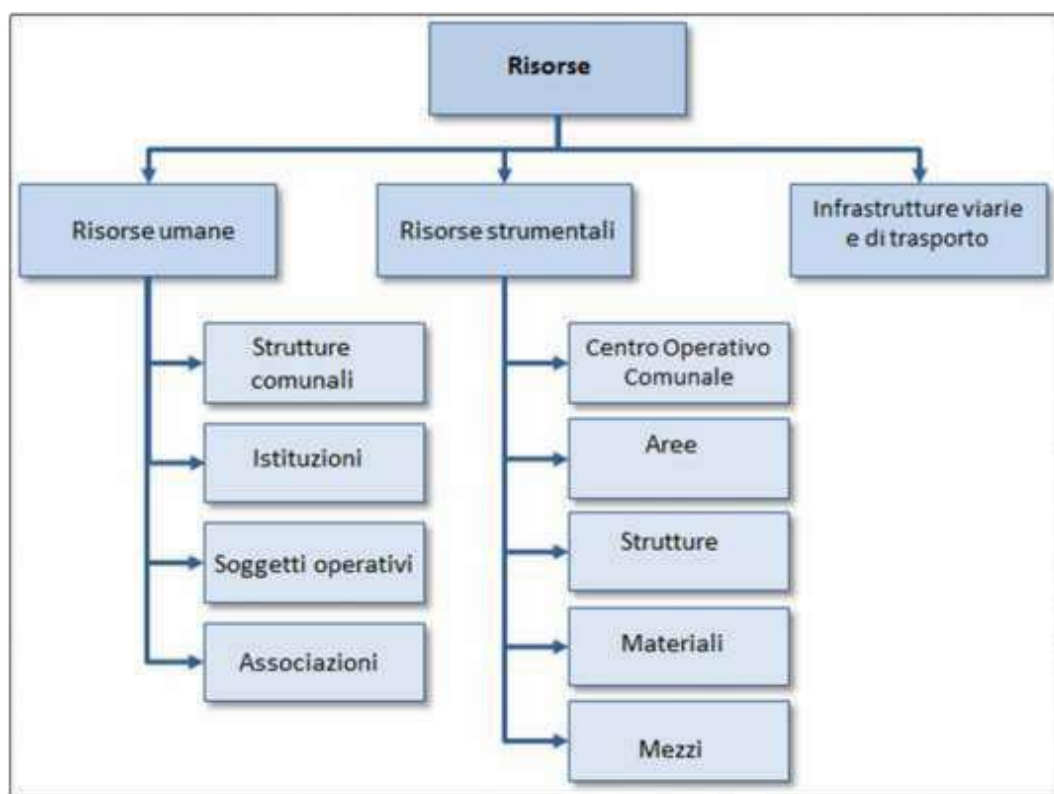 Risorse
Risorse umane
Risorse strumentali
Infrastrutture viarie
e di trasporto
Strutture
comunali
Istituzioni
Soggetti operativi
Associazioni
Centro Operativo
Comunale
Aree
Strutture
Materiali
Mezzi